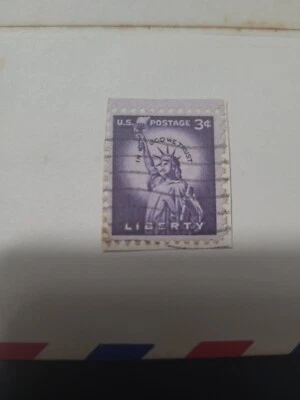 U.S. POSTAGE 3¢
IN GOD WE TRUST
LIBERTY